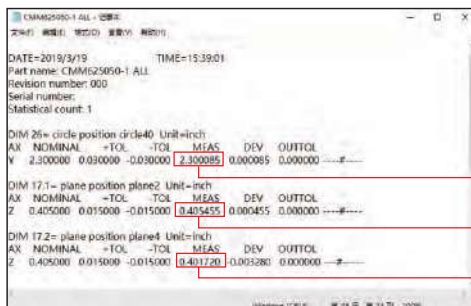 CMM625050-1 ALL - 记事本
文件(F) 编辑(E) 格式(O) 查看(V) 帮助(H)
DATE=2019/3/19 TIME=15:39:01
Part name: CMM625050-1 ALL
Revision number: 000
Serial number:
Statistical count: 1
DIM 26= circle position circle40 Unit=inch
AX NOMINAL +TOL -TOL MEAS DEV OUTTOL
Y 2.300000 0.030000 -0.030000 2.300085 0.000085 0.000000 ----#----
DIM 17.1= plane position plane2 Unit=inch
AX NOMINAL +TOL -TOL MEAS DEV OUTTOL
Z 0.405000 0.015000 -0.015000 0.405455 0.000455 0.000000 ----#----
DIM 17.2= plane position plane4 Unit=inch
AX NOMINAL +TOL -TOL MEAS DEV OUTTOL
Z 0.405000 0.015000 -0.015000 0.401720 -0.003280 0.000000 ---#-----